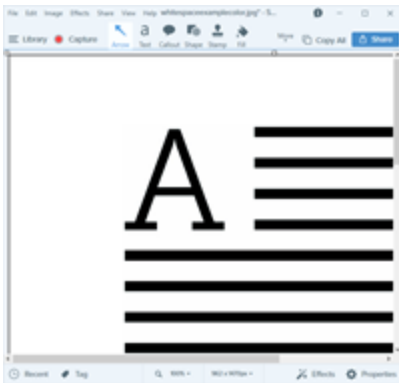 File Edit Image Effects Share View Help whitespaceexamplecolor.jpg* - S...
Library Capture Arrow Text Callout Shape Stamp Fill More Copy All Share
a
A
Recent Tag 100% Effects Properties